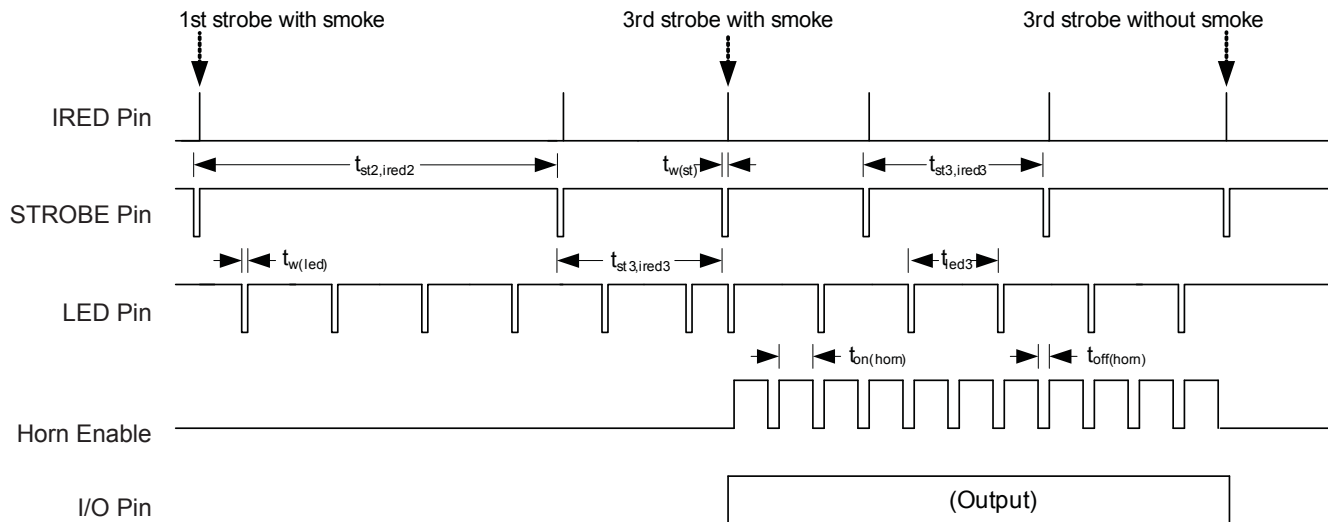 1st strobe with smoke
3rd strobe with smoke
3rd strobe without smoke
IRED Pin
tst2,ired2
tw(st)
tst3,ired3
STROBE Pin
tw(led)
tst3,ired3
tled3
LED Pin
ton(horn)
toff(horn)
Horn Enable
I/O Pin
(Output)